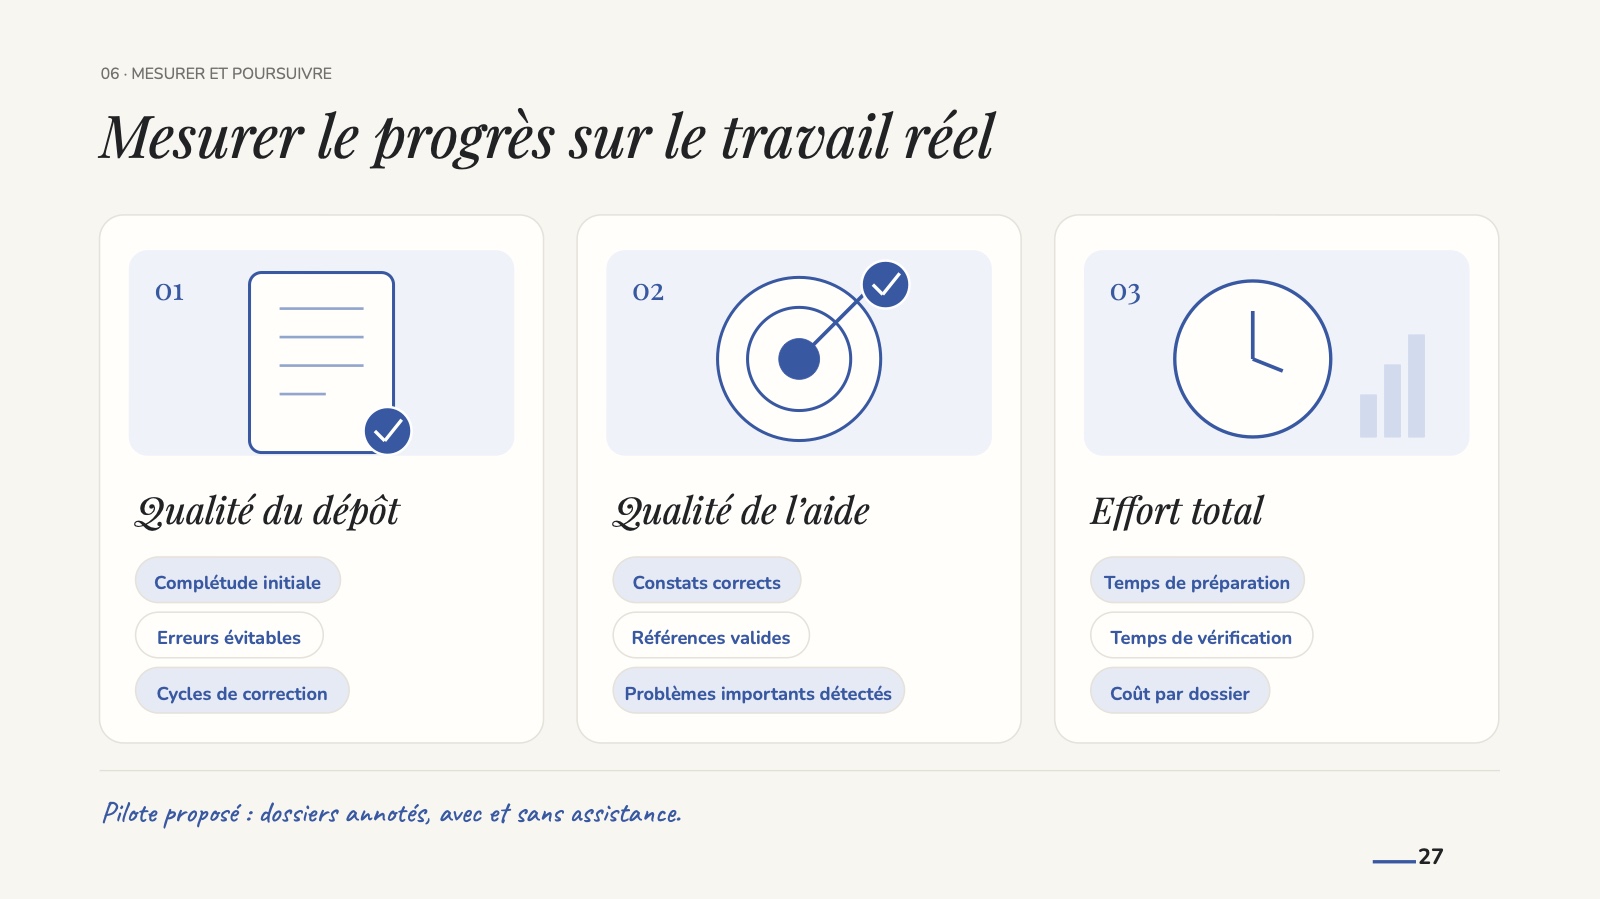 06 · MESURER ET POURSUIVRE
Mesurer le progrès sur le travail réel
01
Qualité du dépôt
Complétude initiale
Erreurs évitables
Cycles de correction
02
Qualité de l’aide
Constats corrects
Références valides
Problèmes importants détectés
03
Effort total
Temps de préparation
Temps de vérification
Coût par dossier
Pilote proposé : dossiers annotés, avec et sans assistance.
27